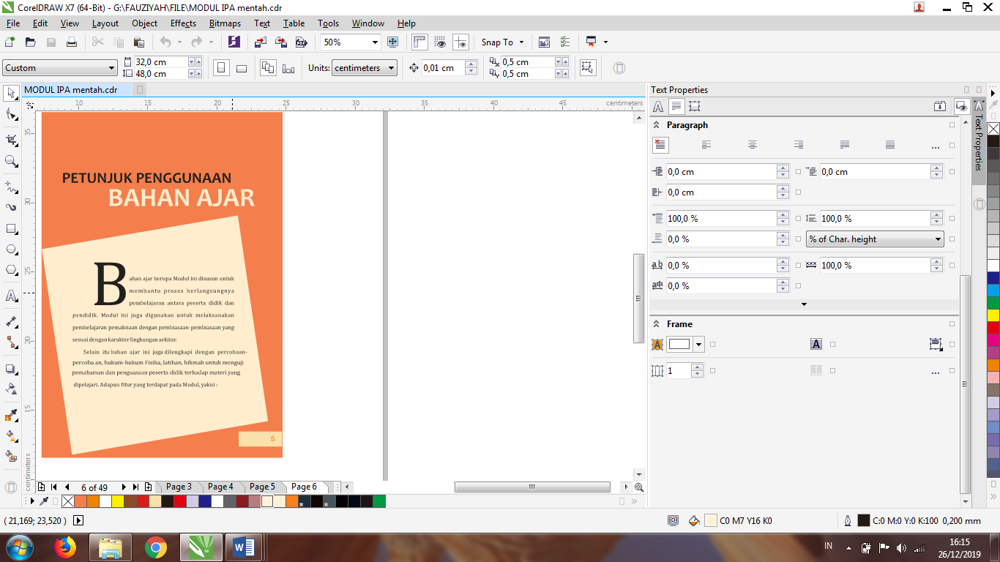 CorelDRAW X7 (64-Bit) - G:\FAUZIYAH\FILE\MODUL IPA mentah.cdr
File Edit View Layout Object Effects Bitmaps Text Table Tools Window Help
50% Snap To
Custom 32,0 cm 48,0 cm Units: centimeters 0,01 cm 0,5 cm 0,5 cm
MODUL IPA mentah.cdr
10 15 20 25 30 35 40 45 centimeters
35
30
25
20
15
centimeters
PETUNJUK PENGGUNAAN
BAHAN AJAR
B ahan ajar berupa Modul ini disusun untuk
membantu proses berlangsungnya
pembelajaran antara peserta didik dan
pendidik. Modul ini juga digunakan untuk melaksanakan
pembelajaran pemaknaan dengan pembiasaan-pembiasaan yang
sesuai dengan karakter lingkungan sekitar.
Selain itu bahan ajar ini juga dilengkapi dengan percobaan-
percoba an, hukum-hukum Fisika, latihan, hikmah untuk menguji
pemahaman dan penguasaan peserta didik terhadap materi yang
dipelajari. Adapun fitur yang terdapat pada Modul, yakni :
5
6 of 49 Page 3 Page 4 Page 5 Page 6
Text Properties
Paragraph
0,0 cm 0,0 cm
0,0 cm
100,0 % 100,0 %
0,0 % % of Char. height
0,0 % 100,0 %
0,0 %
Frame
1
Text Properties
( 21,169; 23,520 ) C0 M7 Y16 K0 C:0 M:0 Y:0 K:100 0,200 mm
IN 16:15
26/12/2019